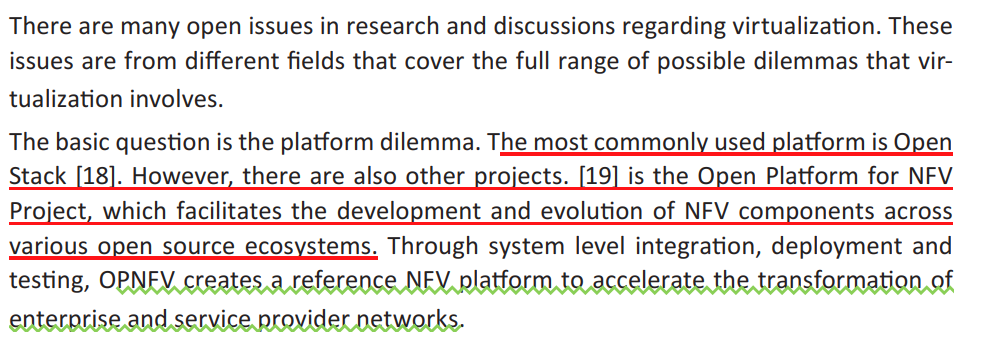 There are many open issues in research and discussions regarding virtualization. These
issues are from different fields that cover the full range of possible dilemmas that vir-
tualization involves.
The basic question is the platform dilemma. The most commonly used platform is Open
Stack [18]. However, there are also other projects. [19] is the Open Platform for NFV
Project, which facilitates the development and evolution of NFV components across
various open source ecosystems. Through system level integration, deployment and
testing, OPNFV creates a reference NFV platform to accelerate the transformation of
enterprise and service provider networks.